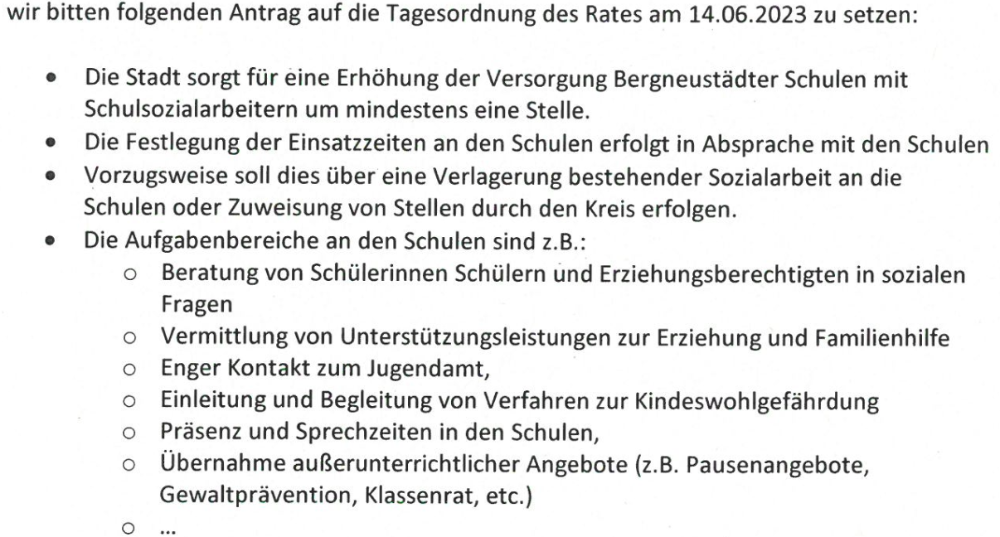 wir bitten folgenden Antrag auf die Tagesordnung des Rates am 14.06.2023 zu setzen:
• Die Stadt sorgt für eine Erhöhung der Versorgung Bergneustädter Schulen mit
Schulsozialarbeitern um mindestens eine Stelle.
• Die Festlegung der Einsatzzeiten an den Schulen erfolgt in Absprache mit den Schulen
• Vorzugsweise soll dies über eine Verlagerung bestehender Sozialarbeit an die
Schulen oder Zuweisung von Stellen durch den Kreis erfolgen.
• Die Aufgabenbereiche an den Schulen sind z.B.:
○ Beratung von Schülerinnen Schülern und Erziehungsberechtigten in sozialen
Fragen
○ Vermittlung von Unterstützungsleistungen zur Erziehung und Familienhilfe
○ Enger Kontakt zum Jugendamt,
○ Einleitung und Begleitung von Verfahren zur Kindeswohlgefährdung
○ Präsenz und Sprechzeiten in den Schulen,
○ Übernahme außerunterrichtlicher Angebote (z.B. Pausenangebote,
Gewaltprävention, Klassenrat, etc.)
○ ...